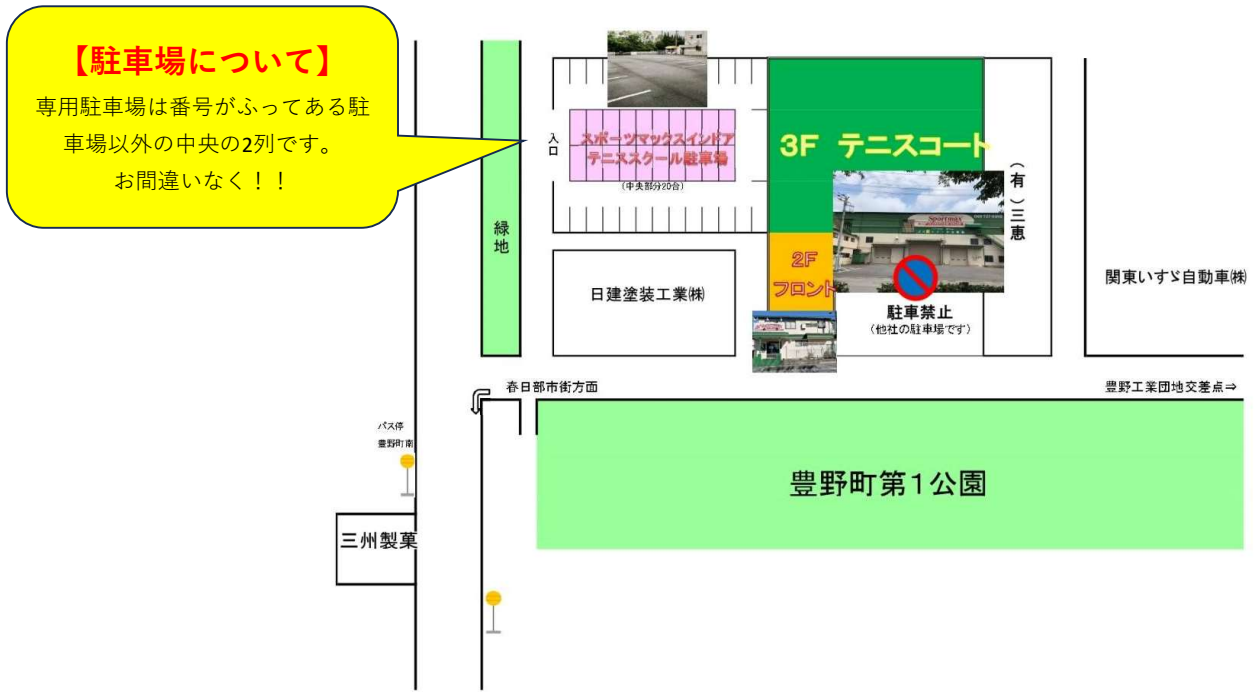 【駐車場について】
専用駐車場は番号がふってある駐
車場以外の中央の2列です。
お間違いなく！！
緑地
入口
スポーツマックスインドア
テニススクール駐車場
(中央部分20台)
3F テニスコート
(有)三恵
Sportmax
2F
フロント
日建塗装工業㈱
駐車禁止
(他社の駐車場です)
関東いすゞ自動車㈱
春日部市街方面
豊野工業団地交差点⇒
バス停
豊野町南
豊野町第1公園
三州製菓